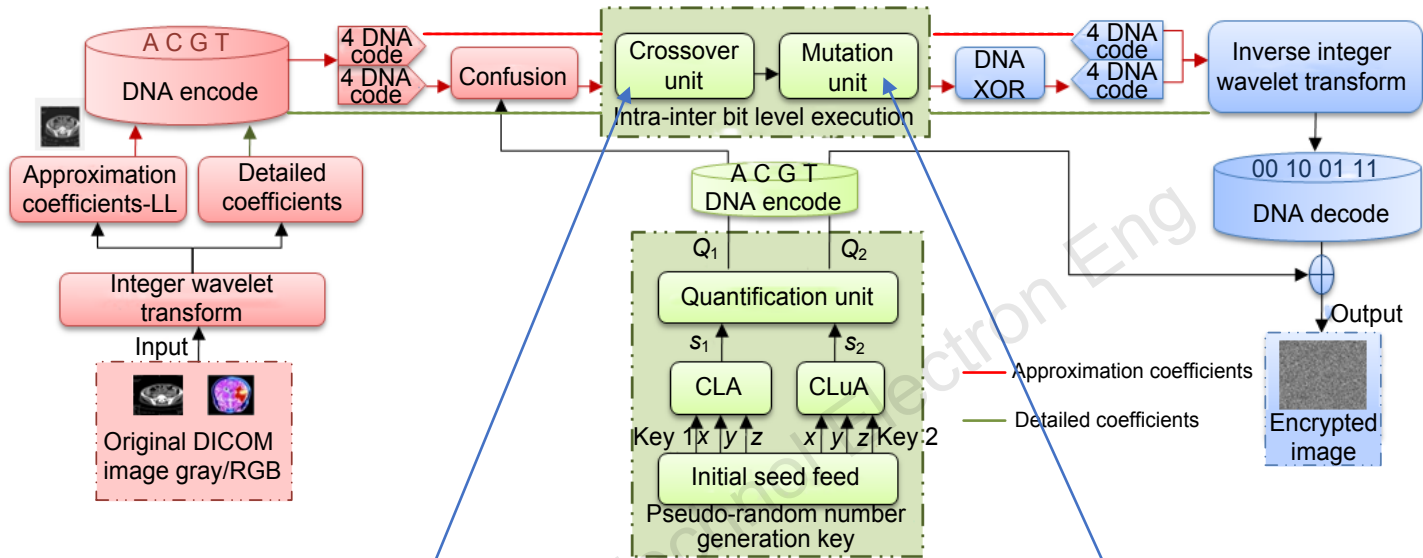 A C G T
DNA encode
4 DNA
code
4 DNA
code
Confusion
Crossover
unit
Mutation
unit
Intra-inter bit level execution
DNA
XOR
4 DNA
code
4 DNA
code
Inverse integer
wavelet transform
Approximation
coefficients-LL
Detailed
coefficients
A C G T
DNA encode
00 10 01 11
DNA decode
Integer wavelet
transform
Q1
Q2
Quantification unit
Input
Output
s1
s2
CLA
CLuA
Approximation coefficients
Detailed coefficients
Original DICOM
image gray/RGB
Key 1 x y z
x y z Key 2
Initial seed feed
Pseudo-random number
generation key
Encrypted
image
Technol Electron Eng